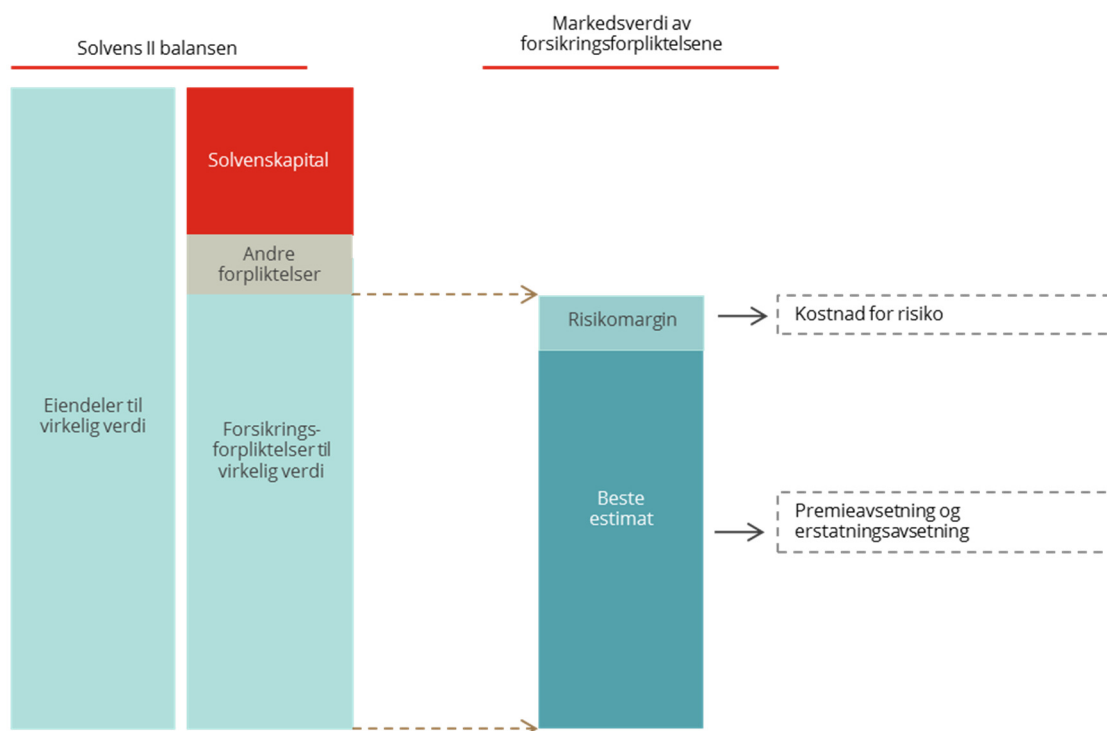 Solvens II balansen
Markedsverdi av
forsikringsforpliktelsene
Solvenskapital
Andre
forpliktelser
Eiendeler til
virkelig verdi
Forsikrings-
forpliktelser til
virkelig verdi
Risikomargin
Kostnad for risiko
Beste
estimat
Premieavsetning og
erstatningsavsetning